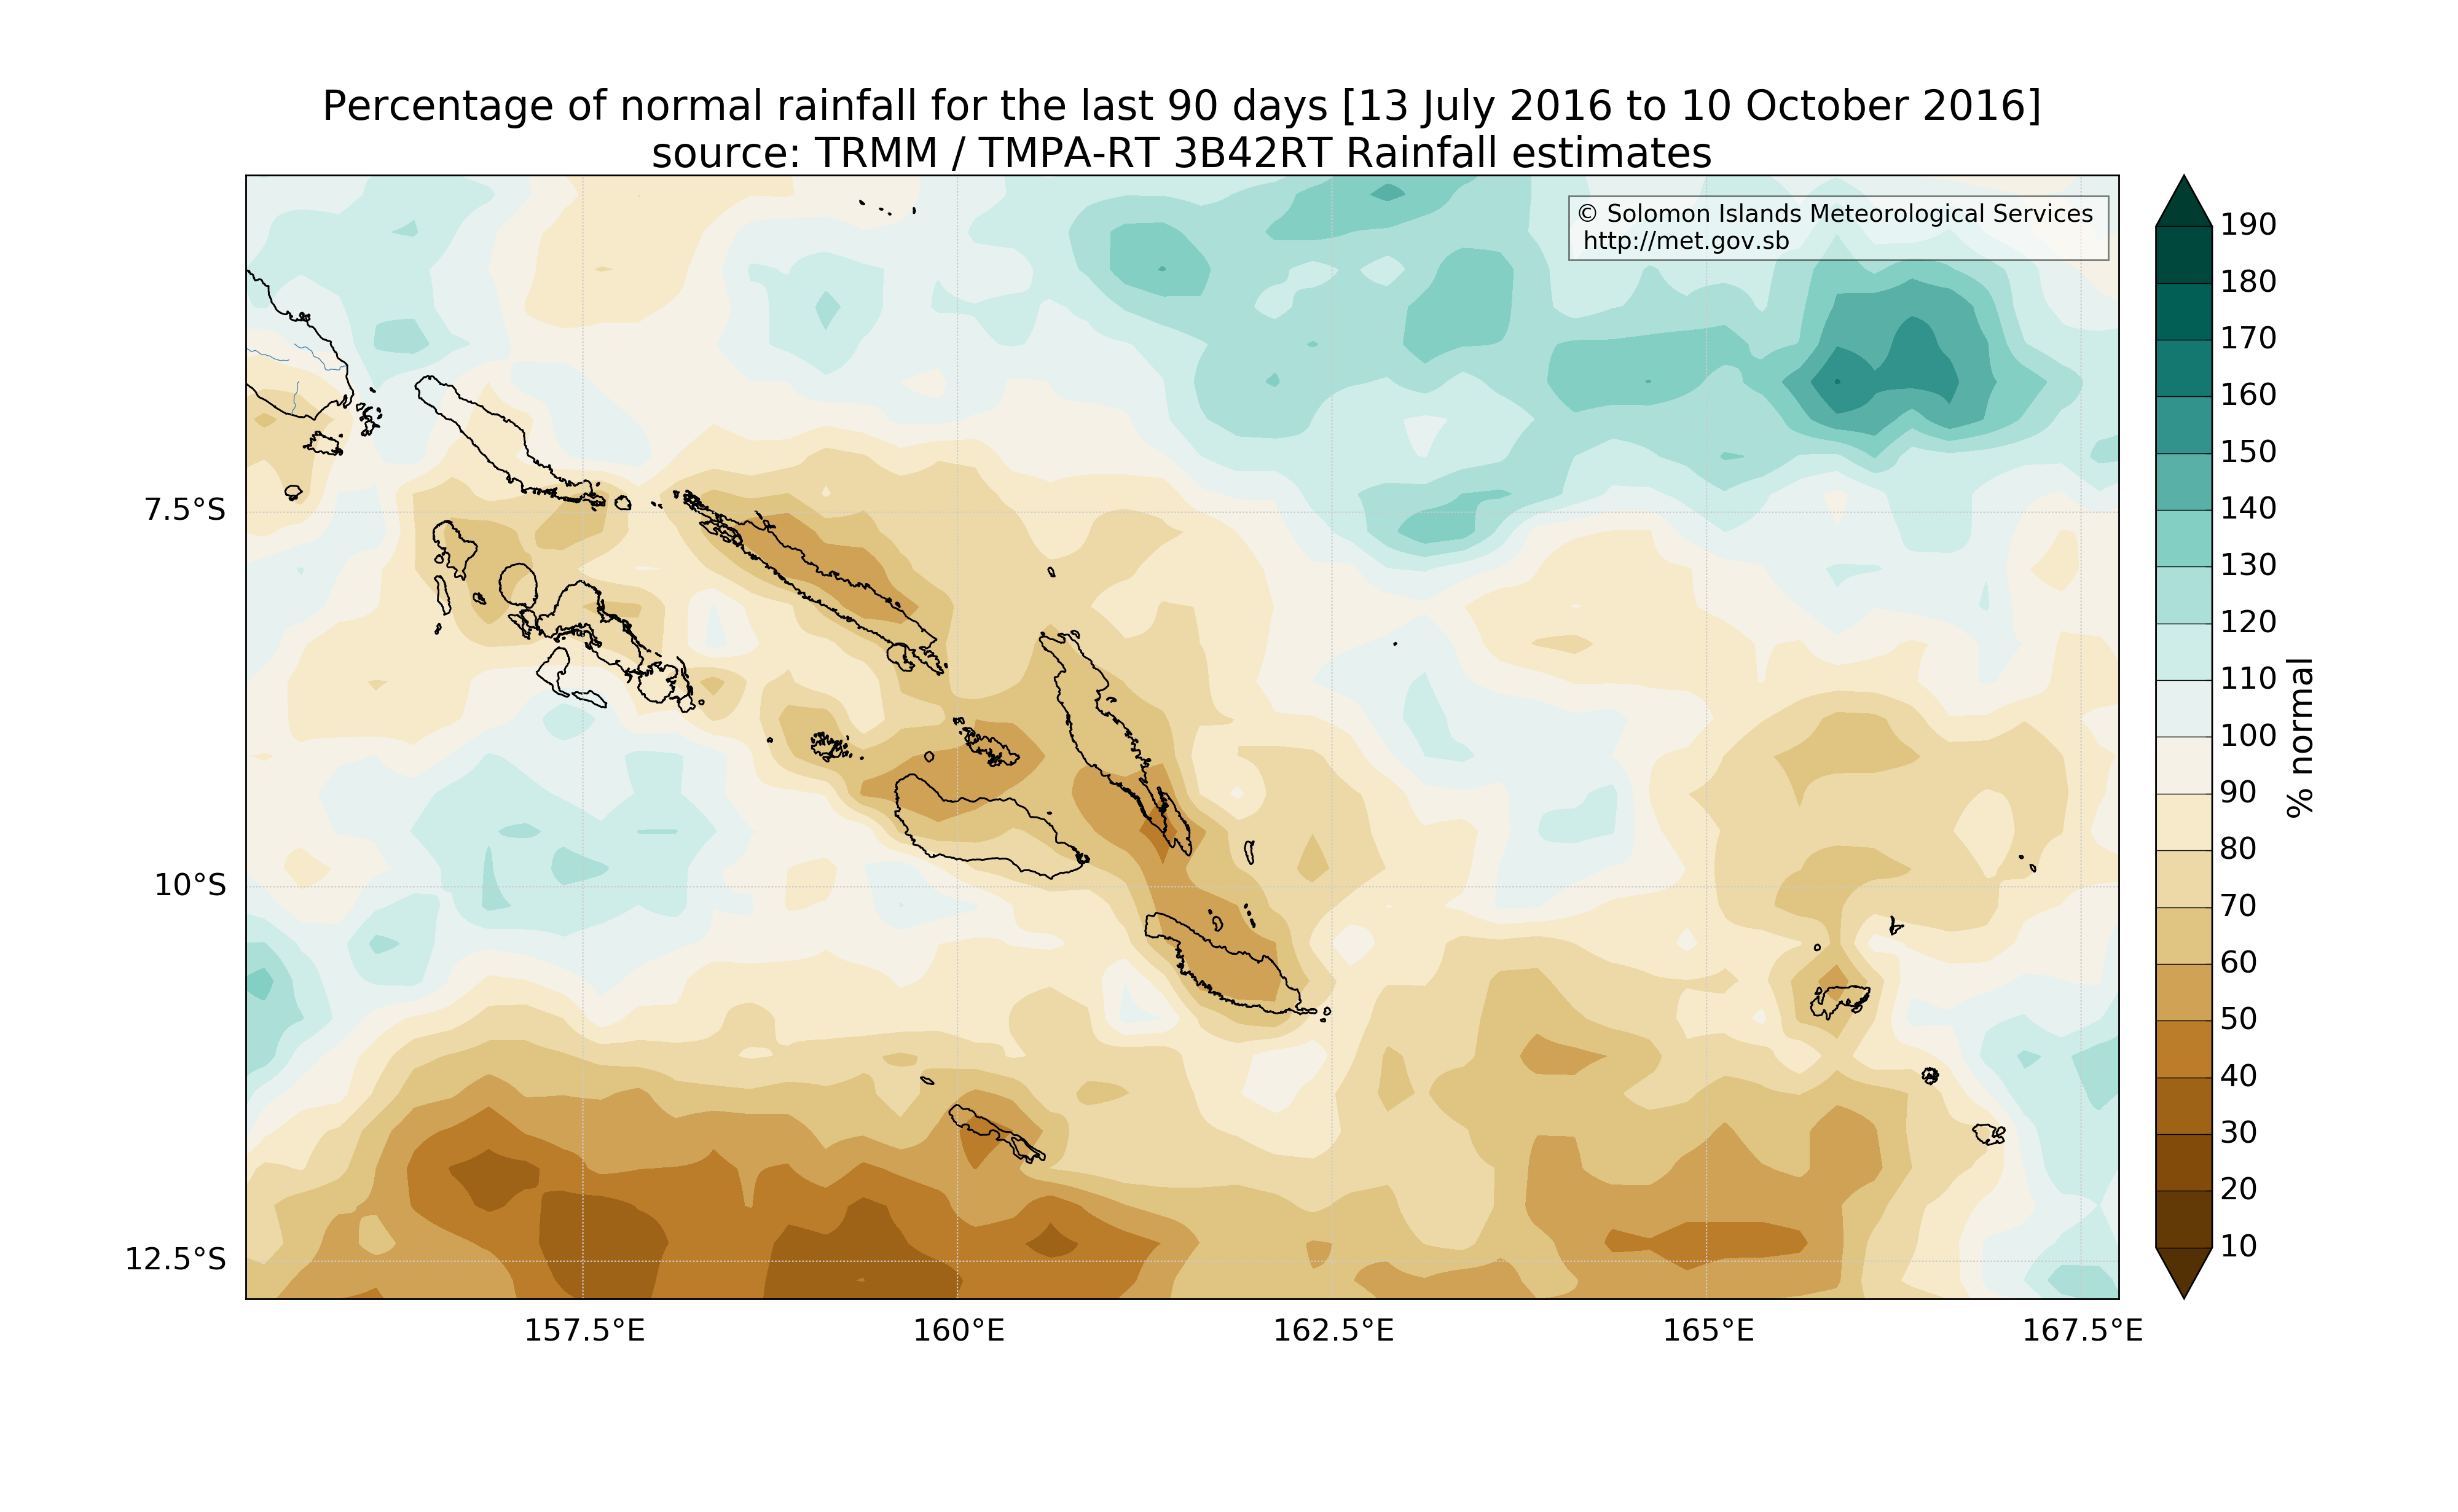 Percentage of normal rainfall for the last 90 days [13 July 2016 to 10 October 2016]
source: TRMM / TMPA-RT 3B42RT Rainfall estimates
© Solomon Islands Meteorological Services
http://met.gov.sb
7.5°S
10°S
12.5°S
157.5°E
160°E
162.5°E
165°E
167.5°E
190
180
170
160
150
140
130
120
110
100
90
80
70
60
50
40
30
20
10
% normal